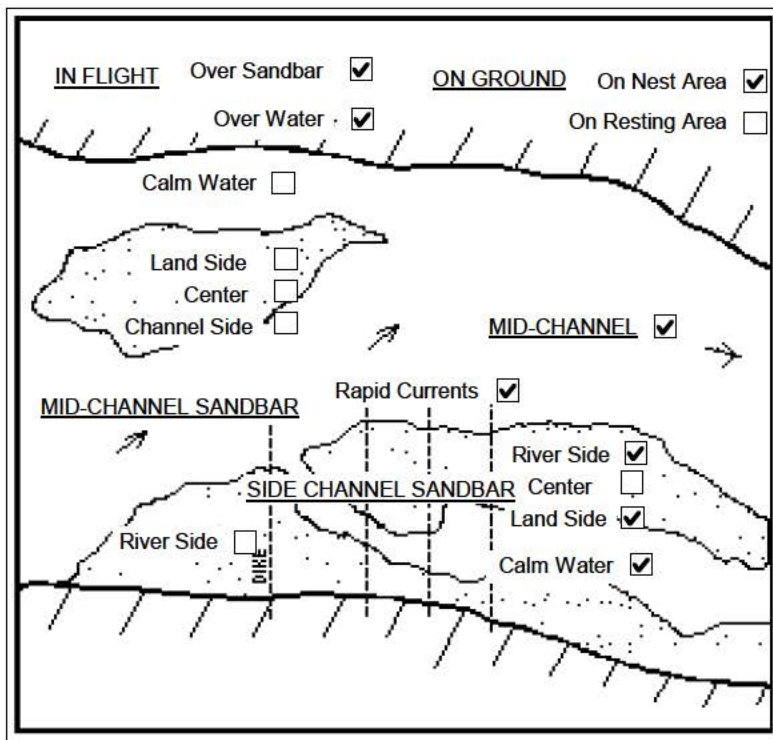 IN FLIGHT Over Sandbar ON GROUND On Nest Area
Over Water On Resting Area
Calm Water
Land Side
Center
Channel Side MID-CHANNEL
Rapid Currents
MID-CHANNEL SANDBAR
River Side
SIDE CHANNEL SANDBAR Center
Land Side
River Side
DIKE
Calm Water